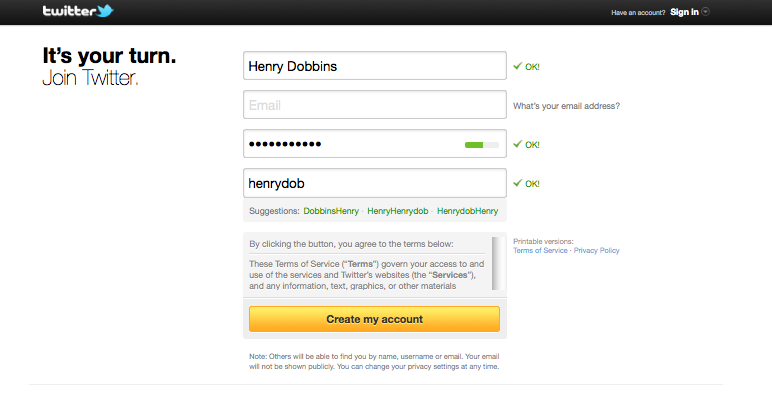 twitter
Have an account? Sign in
It's your turn.
Join Twitter.
Henry Dobbins
OK!
Email
What's your email address?
•••••••••••
OK!
henrydob
OK!
Suggestions: DobbinsHenry · HenryHenrydob · HenrydobHenry
By clicking the button, you agree to the terms below:
These Terms of Service (“Terms”) govern your access to and
use of the services and Twitter's websites (the “Services”),
and any information, text, graphics, or other materials
Printable versions:
Terms of Service - Privacy Policy
Create my account
Note: Others will be able to find you by name, username or email. Your email
will not be shown publicly. You can change your privacy settings at any time.